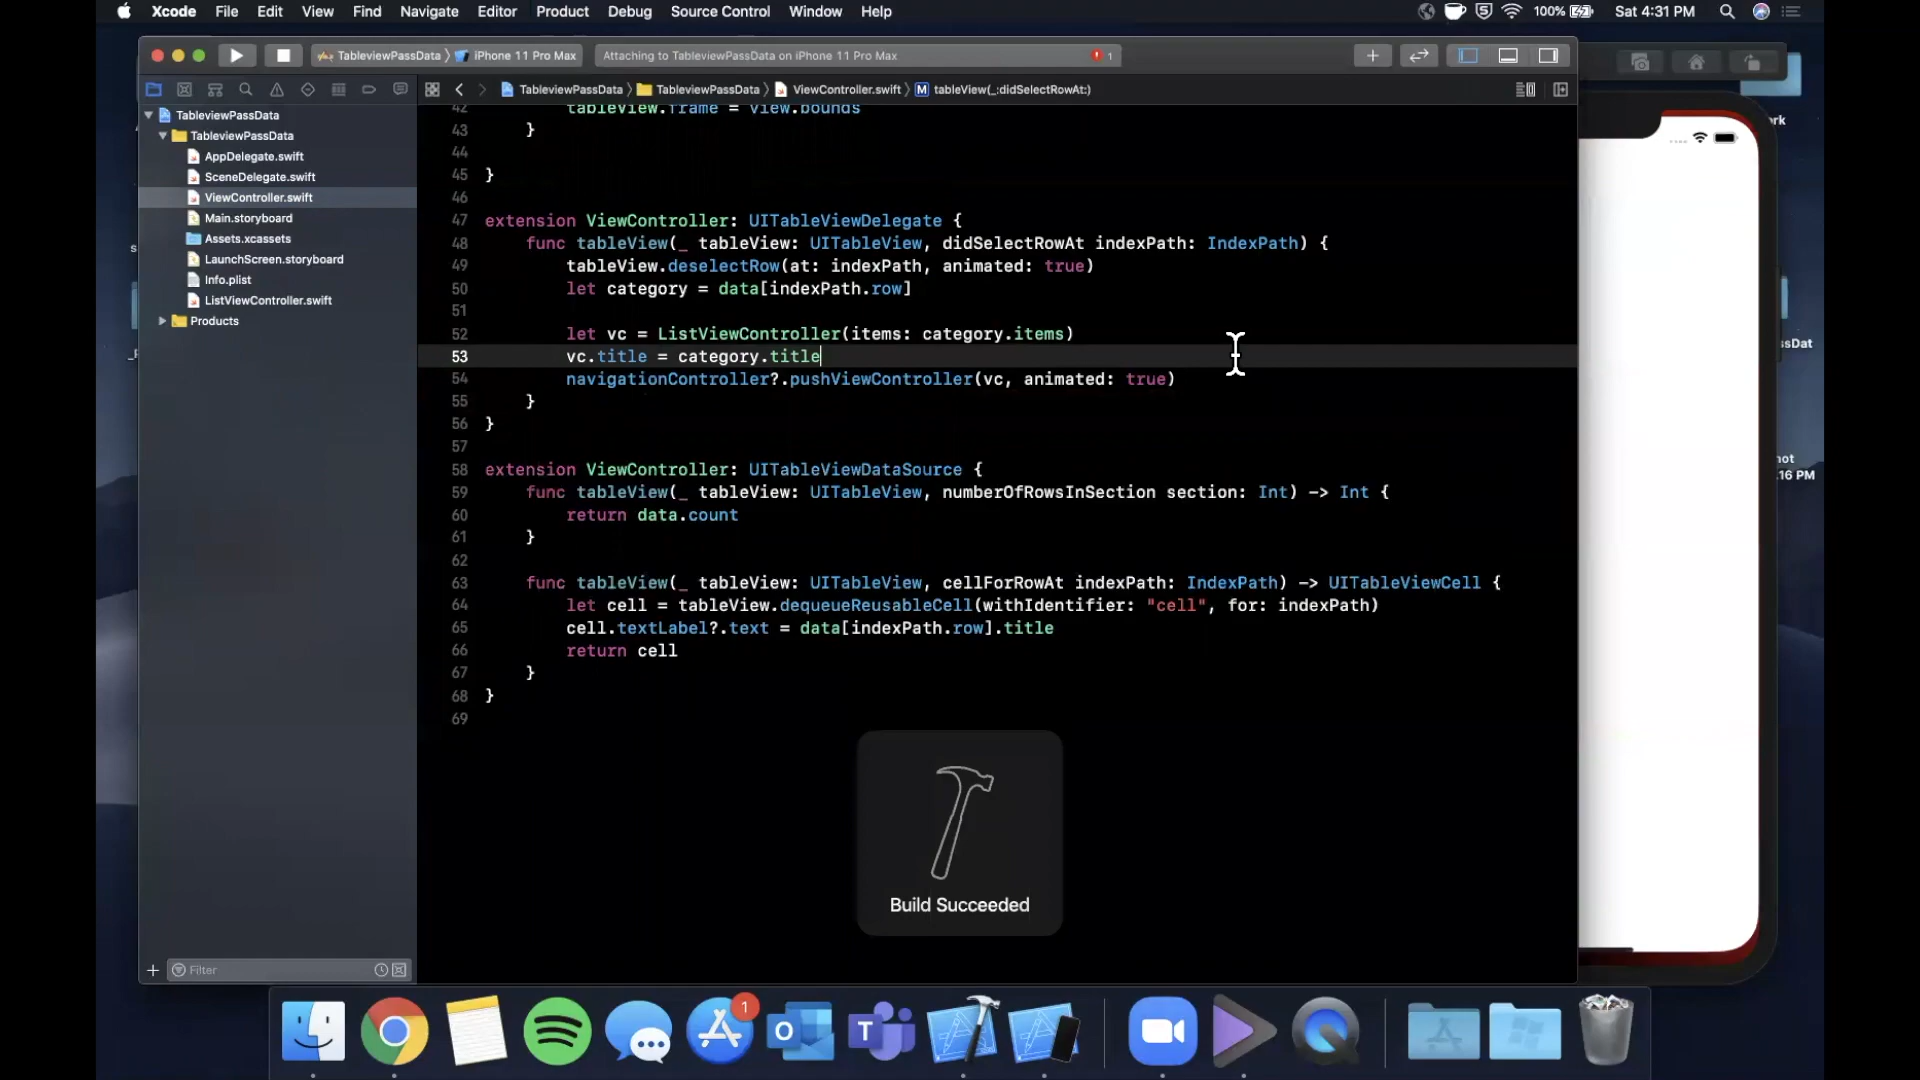 Xcode File Edit View Find Navigate Editor Product Debug Source Control Window Help
5 100% Sat 4:31 PM
TableviewPassData 〉 iPhone 11 Pro Max
Attaching to TableviewPassData on iPhone 11 Pro Max
1
TableviewPassData 〉 TableviewPassData 〉 ViewController.swift 〉 M tableView(_:didSelectRowAt:)
TableviewPassData
TableviewPassData
AppDelegate.swift
SceneDelegate.swift
ViewController.swift
Main.storyboard
Assets.xcassets
LaunchScreen.storyboard
Info.plist
ListViewController.swift
Products
Filter
42 tableView.frame = view.bounds
43 }
44
45 }
46
47 extension ViewController: UITableViewDelegate {
48 func tableView(_ tableView: UITableView, didSelectRowAt indexPath: IndexPath) {
49 tableView.deselectRow(at: indexPath, animated: true)
50 let category = data[indexPath.row]
51
52 let vc = ListViewController(items: category.items)
53 vc.title = category.title
54 navigationController?.pushViewController(vc, animated: true)
55 }
56 }
57
58 extension ViewController: UITableViewDataSource {
59 func tableView(_ tableView: UITableView, numberOfRowsInSection section: Int) -> Int {
60 return data.count
61 }
62
63 func tableView(_ tableView: UITableView, cellForRowAt indexPath: IndexPath) -> UITableViewCell {
64 let cell = tableView.dequeueReusableCell(withIdentifier: "cell", for: indexPath)
65 cell.textLabel?.text = data[indexPath.row].title
66 return cell
67 }
68 }
69
Build Succeeded
1